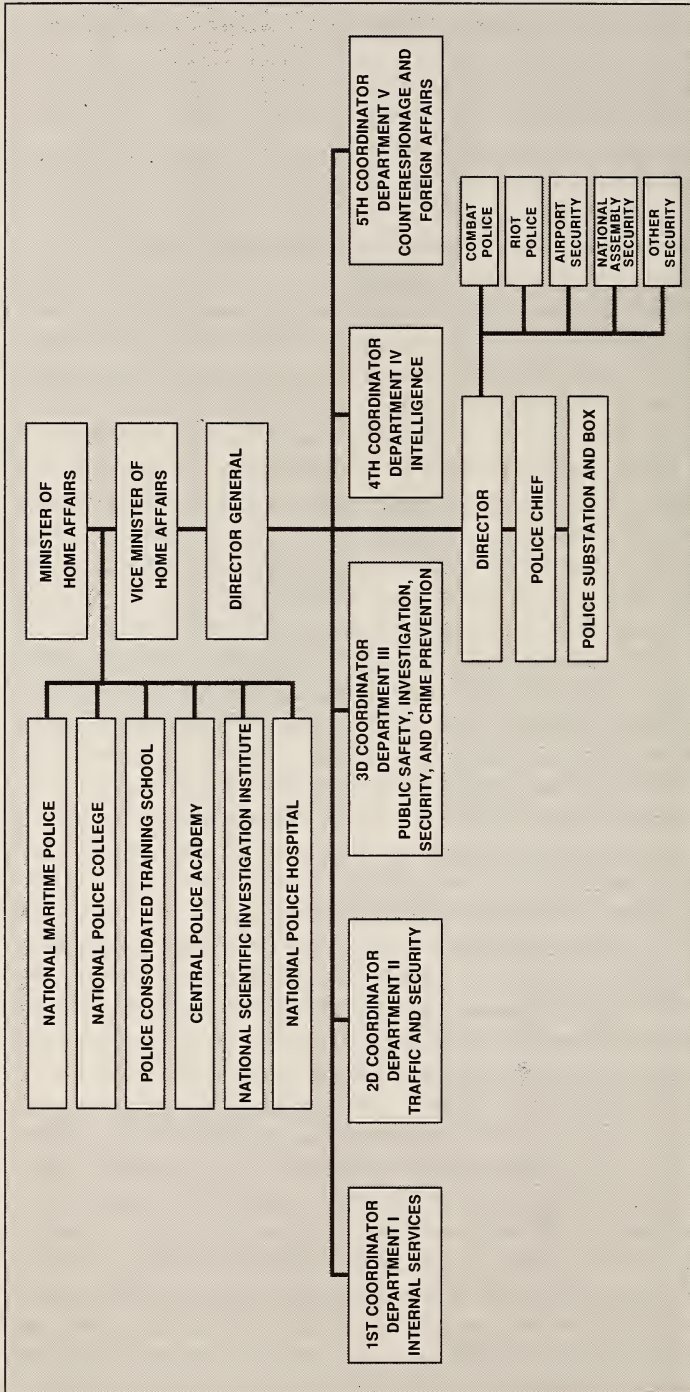 MINISTER OF
HOME AFFAIRS
VICE MINISTER OF
HOME AFFAIRS
DIRECTOR GENERAL
NATIONAL MARITIME POLICE
NATIONAL POLICE COLLEGE
POLICE CONSOLIDATED TRAINING SCHOOL
CENTRAL POLICE ACADEMY
NATIONAL SCIENTIFIC INVESTIGATION INSTITUTE
NATIONAL POLICE HOSPITAL
1ST COORDINATOR
DEPARTMENT I
INTERNAL SERVICES
2D COORDINATOR
DEPARTMENT II
TRAFFIC AND SECURITY
3D COORDINATOR
DEPARTMENT III
PUBLIC SAFETY, INVESTIGATION,
SECURITY, AND CRIME PREVENTION
4TH COORDINATOR
DEPARTMENT IV
INTELLIGENCE
5TH COORDINATOR
DEPARTMENT V
COUNTERESPIONAGE AND
FOREIGN AFFAIRS
DIRECTOR
POLICE CHIEF
POLICE SUBSTATION AND BOX
COMBAT
POLICE
RIOT
POLICE
AIRPORT
SECURITY
NATIONAL
ASSEMBLY
SECURITY
OTHER
SECURITY